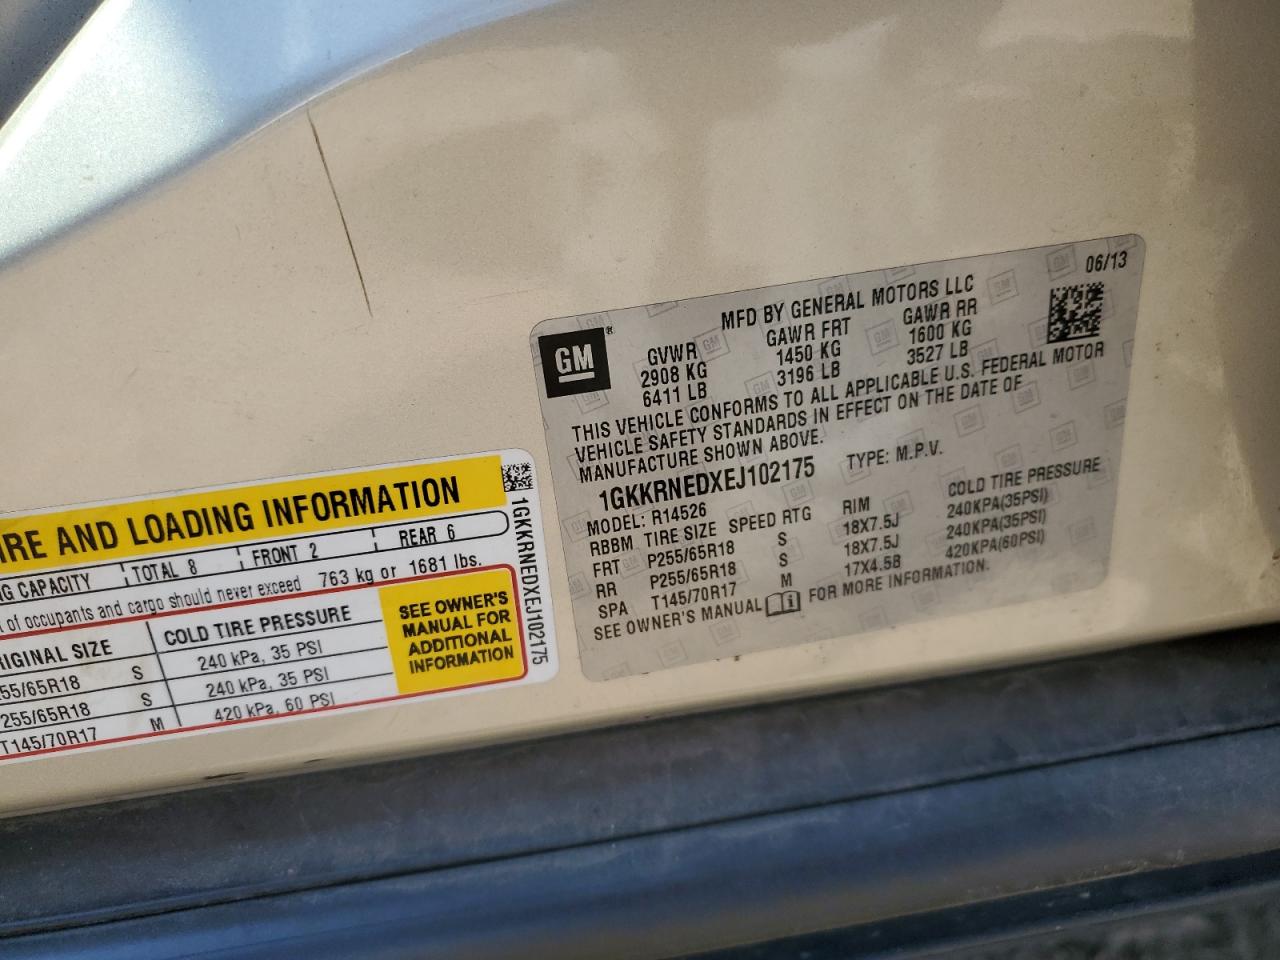 06/13
MFD BY GENERAL MOTORS LLC
GM®
GVWR GAWR FRT GAWR RR
2908 KG 1450 KG 1600 KG
6411 LB 3196 LB 3527 LB
THIS VEHICLE CONFORMS TO ALL APPLICABLE U.S. FEDERAL MOTOR
VEHICLE SAFETY STANDARDS IN EFFECT ON THE DATE OF
MANUFACTURE SHOWN ABOVE.
1GKKRNEDXEJ102175 TYPE: M.P.V.
MODEL: R14526
RBBM TIRE SIZE SPEED RTG RIM COLD TIRE PRESSURE
FRT P255/65R18 S 18X7.5J 240KPA(35PSI)
RR P255/65R18 S 18X7.5J 240KPA(35PSI)
SPA T145/70R17 M 17X4.5B 420KPA(60PSI)
SEE OWNER'S MANUAL FOR MORE INFORMATION.
IRE AND LOADING INFORMATION
NG CAPACITY TOTAL 8 FRONT 2 REAR 6
t of occupants and cargo should never exceed 763 kg or 1681 lbs.
RIGINAL SIZE COLD TIRE PRESSURE
255/65R18 S 240 kPa, 35 PSI
255/65R18 S 240 kPa, 35 PSI
T145/70R17 M 420 kPa, 60 PSI
SEE OWNER'S
MANUAL FOR
ADDITIONAL
INFORMATION
1GKKRNEDXEJ102175